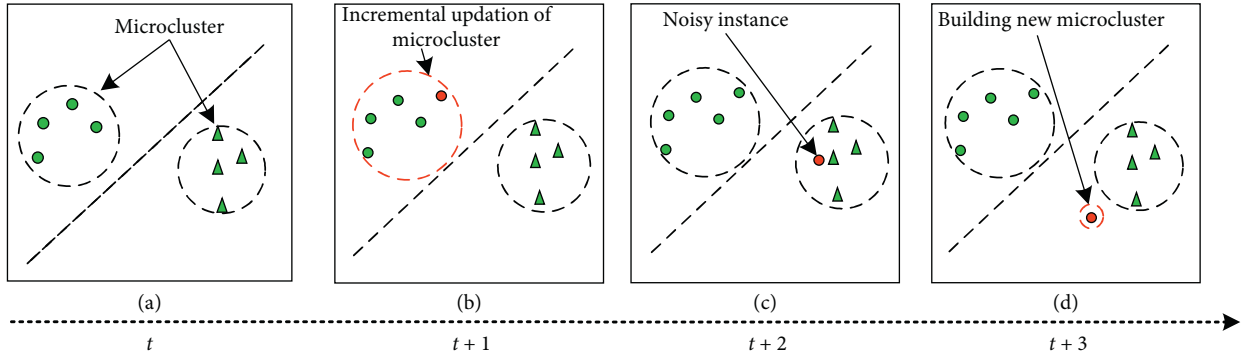 Microcluster
Incremental updation of
microcluster
Noisy instance
Building new microcluster
(a)
(b)
(c)
(d)
t
t + 1
t + 2
t + 3